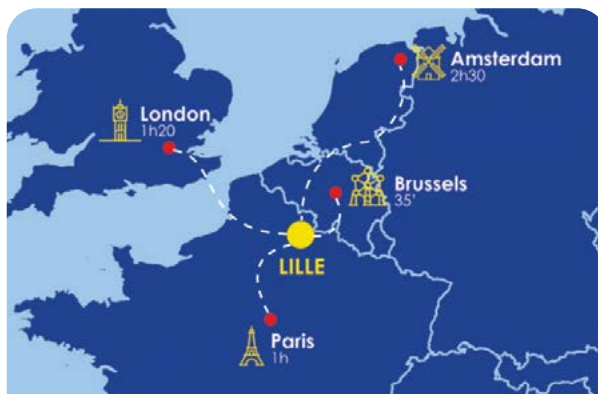 Amsterdam
2h30
London
1h20
Brussels
35'
LILLE
Paris
1h